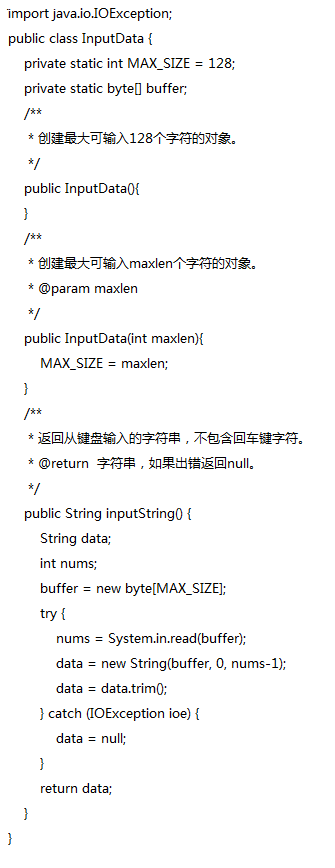 import java.io.IOException;
public class InputData {
private static int MAX_SIZE = 128;
private static byte[] buffer;
/**
* 创建最大可输入128个字符的对象。
*/
public InputData(){
}
/**
* 创建最大可输入maxlen个字符的对象。
* @param maxlen
*/
public InputData(int maxlen){
MAX_SIZE = maxlen;
}
/**
* 返回从键盘输入的字符串，不包含回车键字符。
* @return 字符串，如果出错返回null。
*/
public String inputString() {
String data;
int nums;
buffer = new byte[MAX_SIZE];
try {
nums = System.in.read(buffer);
data = new String(buffer, 0, nums-1);
data = data.trim();
} catch (IOException ioe) {
data = null;
}
return data;
}
}